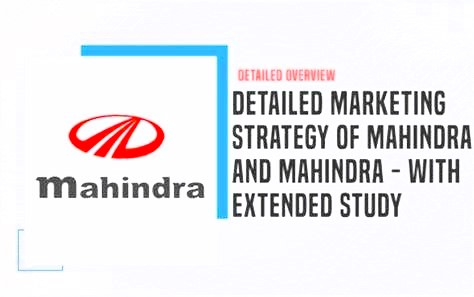 DETAILED OVERVIEW
DETAILED MARKETING
STRATEGY OF MAHINDRA
AND MAHINDRA - WITH
EXTENDED STUDY
mahindra